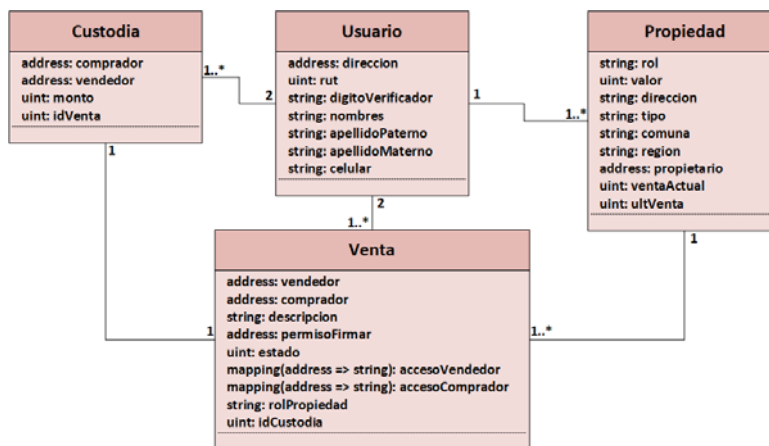 Custodia
address: comprador
address: vendedor
uint: monto
uint: idVenta
Usuario
address: direccion
uint: rut
string: digitoVerificador
string: nombres
string: apellidoPaterno
string: apellidoMaterno
string: celular
Propiedad
string: rol
uint: valor
string: direccion
string: tipo
string: comuna
string: region
address: propietario
uint: ventaActual
uint: ultVenta
1..*
2
1
1..*
1
2
1..*
1
Venta
address: vendedor
address: comprador
string: descripcion
address: permisoFirmar
uint: estado
mapping(address => string): accesoVendedor
mapping(address => string): accesoComprador
string: rolPropiedad
uint: idCustodia
1
1..*